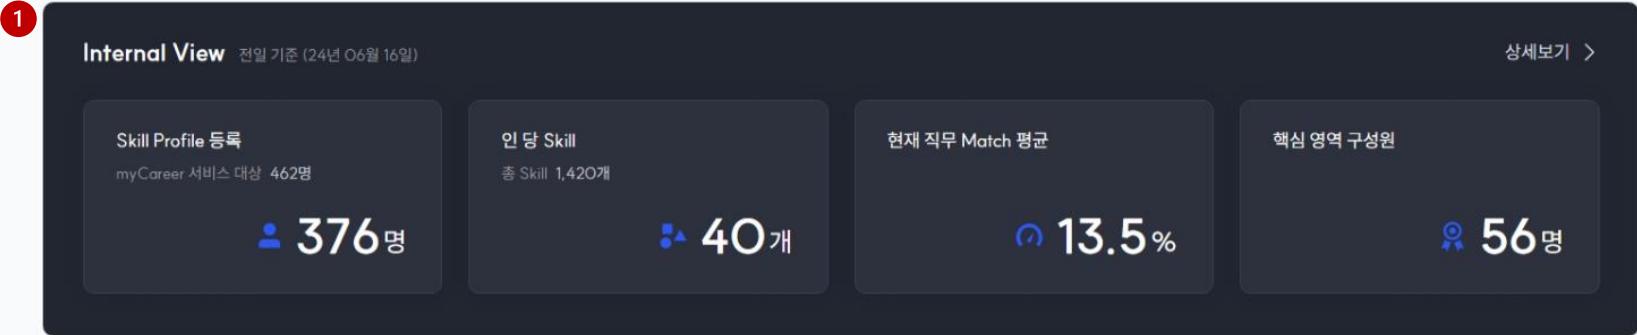 1
Internal View 전일 기준 (24년 06월 16일)
상세보기
Skill Profile 등록
myCareer 서비스 대상 462명
376명
인 당 Skill
총 Skill 1,420개
40개
현재 직무 Match 평균
13.5%
핵심 영역 구성원
56명